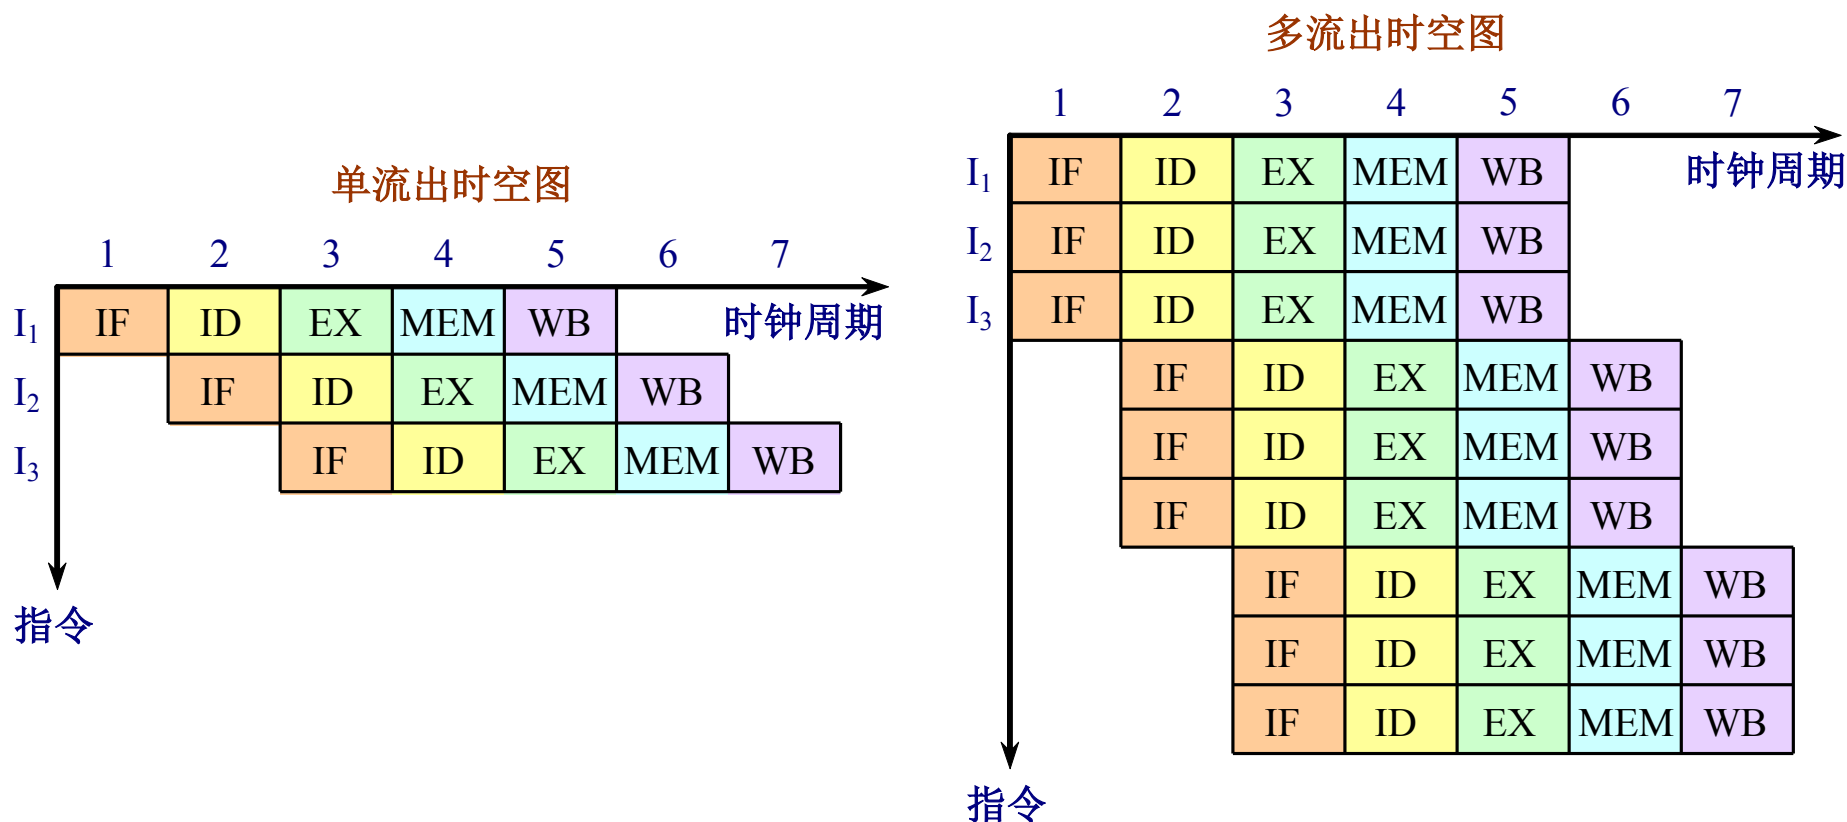 单流出时空图
1 2 3 4 5 6 7
时钟周期
I₁ IF ID EX MEM WB
I₂ IF ID EX MEM WB
I₃ IF ID EX MEM WB
指令
多流出时空图
1 2 3 4 5 6 7
时钟周期
I₁ IF ID EX MEM WB
I₂ IF ID EX MEM WB
I₃ IF ID EX MEM WB
IF ID EX MEM WB
IF ID EX MEM WB
IF ID EX MEM WB
IF ID EX MEM WB
IF ID EX MEM WB
IF ID EX MEM WB
指令